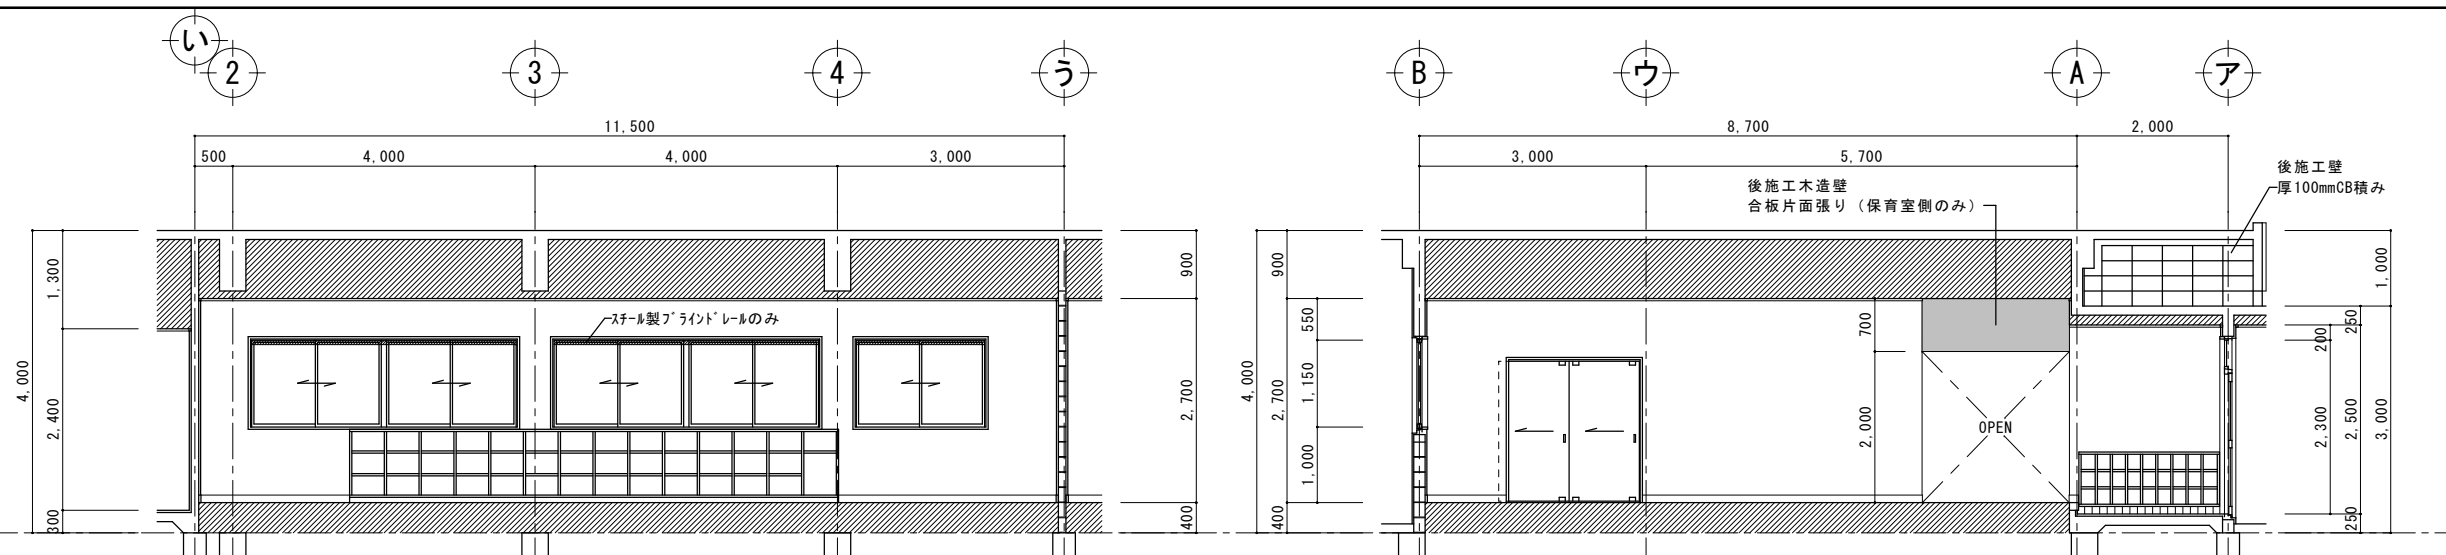 い
2
3
4
う
B
ウ
A
ア
11,500
8,700
2,000
500
4,000
4,000
3,000
3,000
5,700
後施工壁
厚100mmCB積み
後施工木造壁
合板片面張り（保育室側のみ）
ｽﾁｰﾙ製ﾌﾞﾗｲﾝﾄﾞﾚｰﾙのみ
4,000
1,300
2,400
300
900
2,700
400
4,000
900
2,700
400
550
1,150
1,000
700
2,000
OPEN
200
2,300
250
2,500
250
1,000
3,000